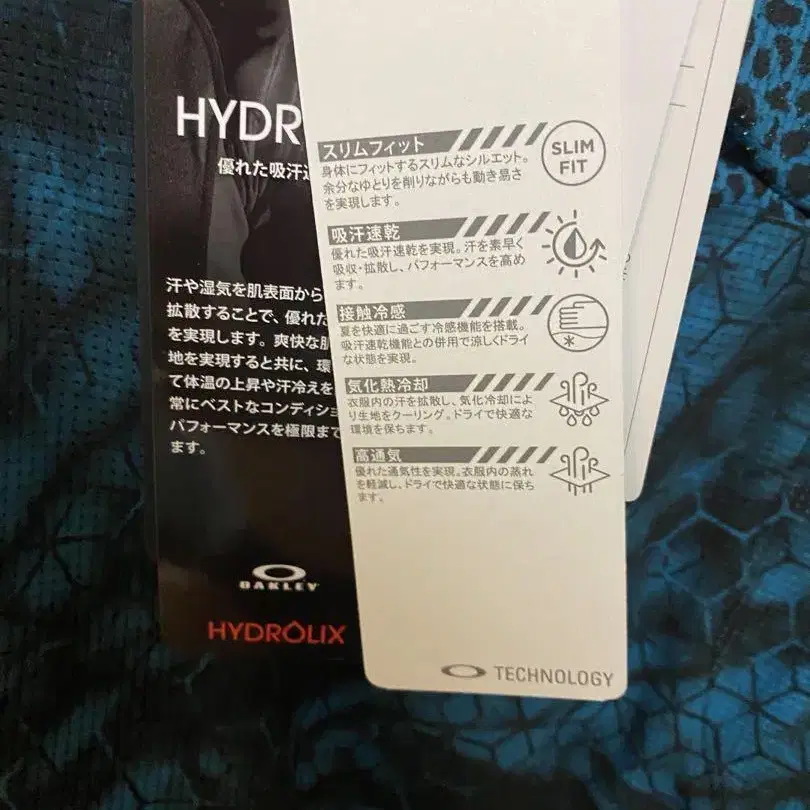 HYDR
優れた吸汗速
汗や湿気を肌表面から
拡散することで、優れた
を実現します。爽快な肌
地を実現すると共に、環
て体温の上昇や汗冷えを
常にベストなコンディショ
パフォーマンスを極限まで
ます。
OAKLEY
HYDROLIX
スリムフィット
身体にフィットするスリムなシルエット。
余分なゆとりを削りながらも動き易さ
を実現します。
SLIM
FIT
吸汗速乾
優れた吸汗速乾を実現。汗を素早く
吸収・拡散し、パフォーマンスを高め
ます。
接触冷感
夏を快適に過ごす冷感機能を搭載。
吸汗速乾機能との併用で涼しくドライ
な状態を実現。
気化熱冷却
衣服内の汗を拡散し、気化冷却によ
り生地をクーリング。ドライで快適な
環境を保ちます。
AIR
高通気
優れた通気性を実現。衣服内の蒸れ
を軽減し、ドライで快適な状態に保ち
ます。
AIR
TECHNOLOGY